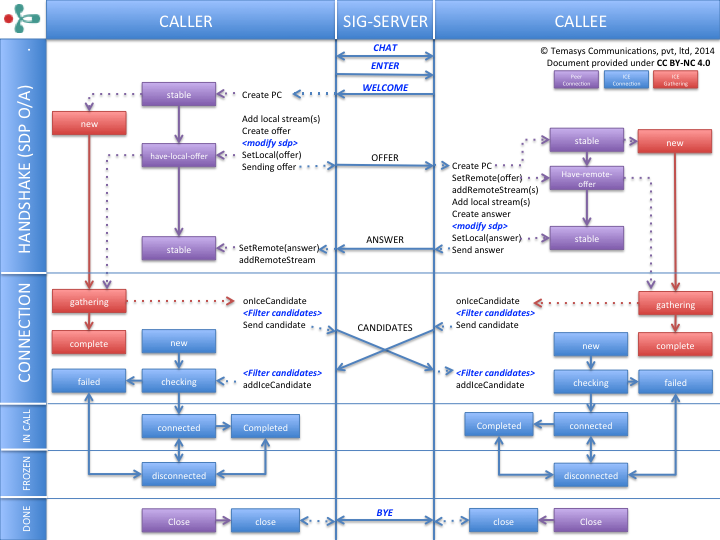 CALLER
SIG-SERVER
CALLEE
HANDSHAKE (SDP O/A)
CHAT
ENTER
WELCOME
© Temasys Communications, pvt, ltd, 2014
Document provided under CC BY-NC 4.0
Peer Connection
ICE Connection
ICE Gathering
stable
Create PC
new
Add local stream(s)
Create offer
<modify sdp>
have-local-offer
SetLocal(offer)
Sending offer
OFFER
stable
new
Create PC
SetRemote(offer)
Have-remote-offer
addRemoteStream(s)
Add local stream(s)
Create answer
<modify sdp>
SetLocal(answer)
stable
Send answer
ANSWER
stable
SetRemote(answer)
addRemoteStream
CONNECTION
gathering
onIceCandidate
<Filter candidates>
Send candidate
CANDIDATES
onIceCandidate
<Filter candidates>
Send candidate
gathering
complete
new
new
complete
failed
checking
<Filter candidates>
addIceCandidate
<Filter candidates>
addIceCandidate
checking
failed
IN CALL
connected
Completed
Completed
connected
FROZEN
disconnected
disconnected
DONE
Close
close
BYE
close
Close